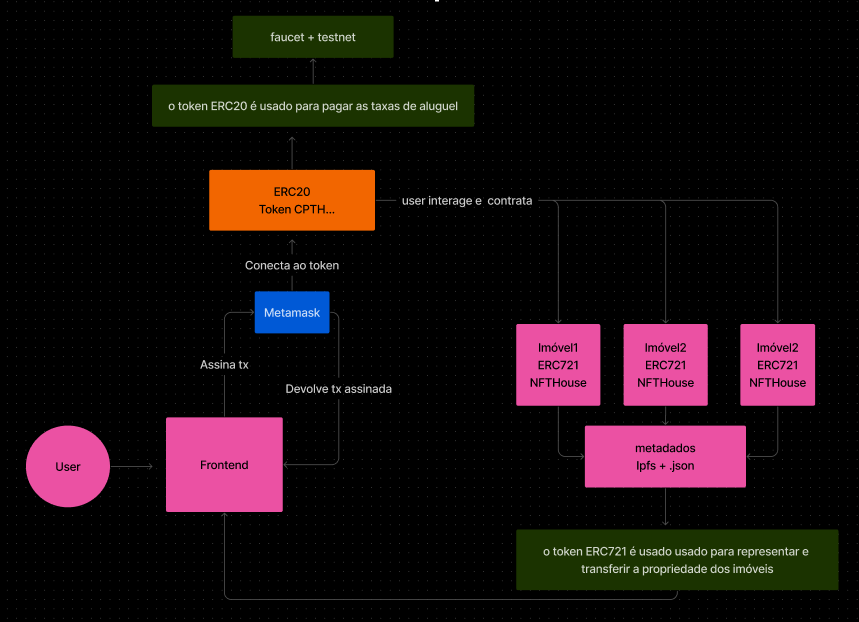 faucet + testnet
o token ERC20 é usado para pagar as taxas de aluguel
ERC20
Token CPTH...
user interage e contrata
Conecta ao token
Metamask
Assina tx
Devolve tx assinada
Imóvel1
ERC721
NFTHouse
Imóvel2
ERC721
NFTHouse
Imóvel2
ERC721
NFTHouse
User
Frontend
metadados
Ipfs + .json
o token ERC721 é usado usado para representar e
transferir a propriedade dos imóveis